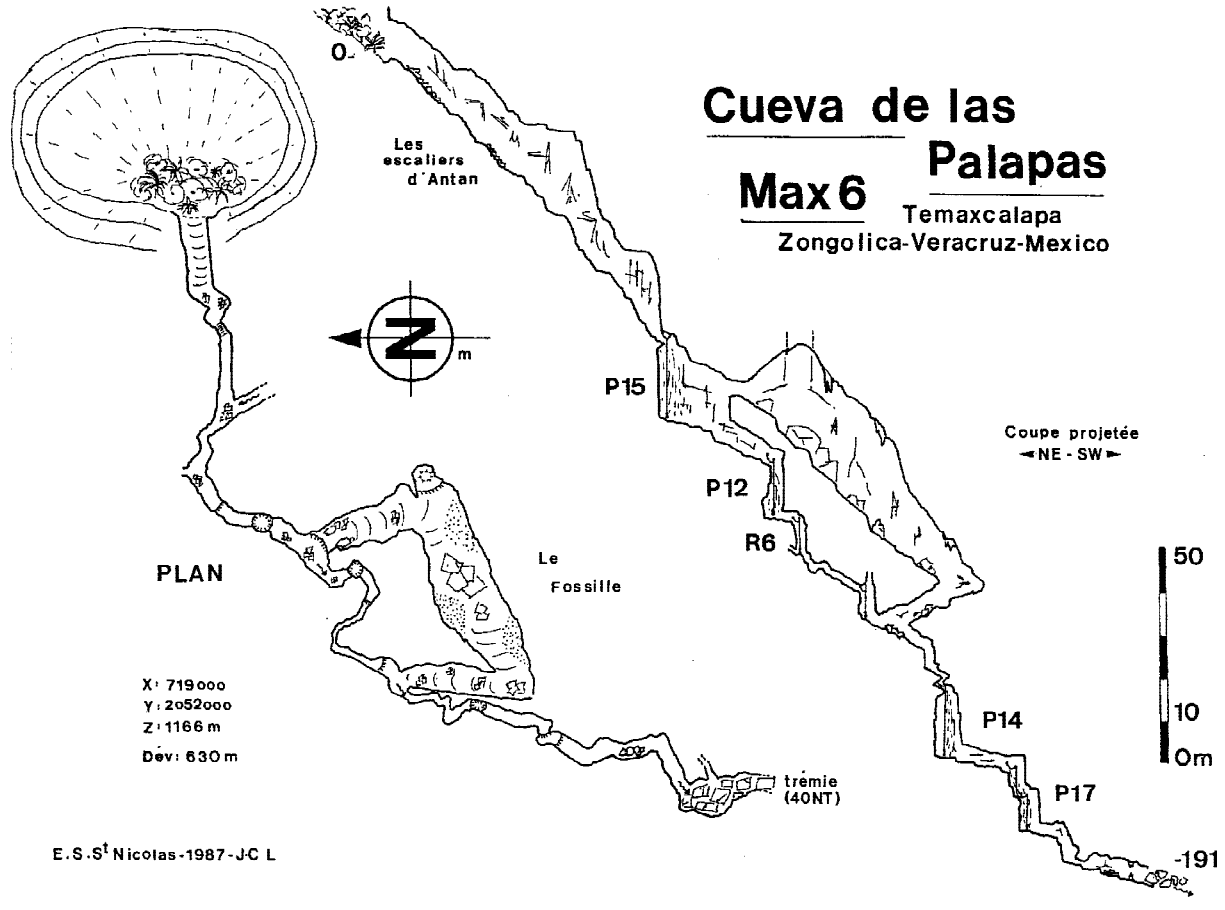 O
Cueva de las
Palapas
Max 6
Temaxcalapa
Zongolica-Veracruz-Mexico
Les
escaliers
d'Antan
N
m
P15
Coupe projetée
◄NE - SW►
P12
R6
PLAN
Le
Fossille
50
X: 719000
Y: 2052000
Z: 1166 m
Dév: 630 m
10
P14
0m
trémie
(40NT)
P17
E.S.St Nicolas-1987-J-C L
-191